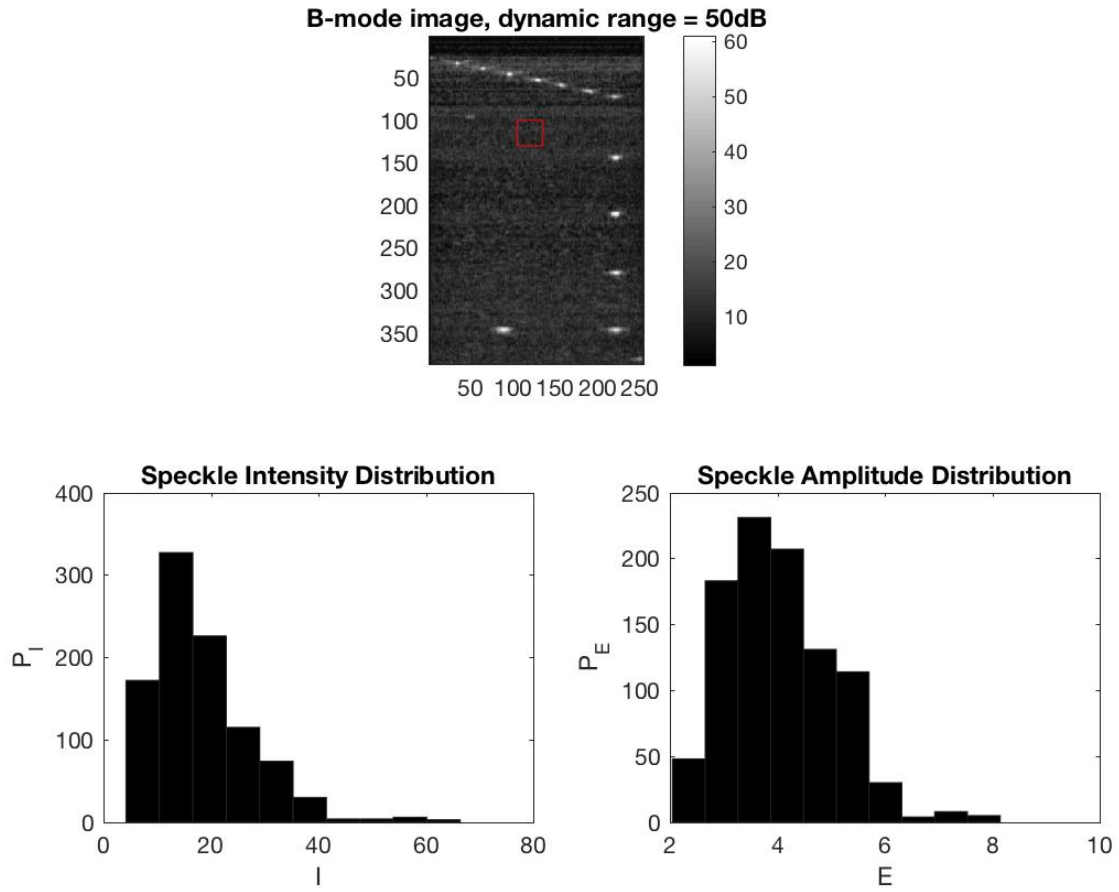 B-mode image, dynamic range = 50dB
50
100
150
200
250
300
350
50 100 150 200 250
60
50
40
30
20
10
Speckle Intensity Distribution
400
300
200
100
0
P_I
0 20 40 60 80
I
Speckle Amplitude Distribution
250
200
150
100
50
0
P_E
2 4 6 8 10
E